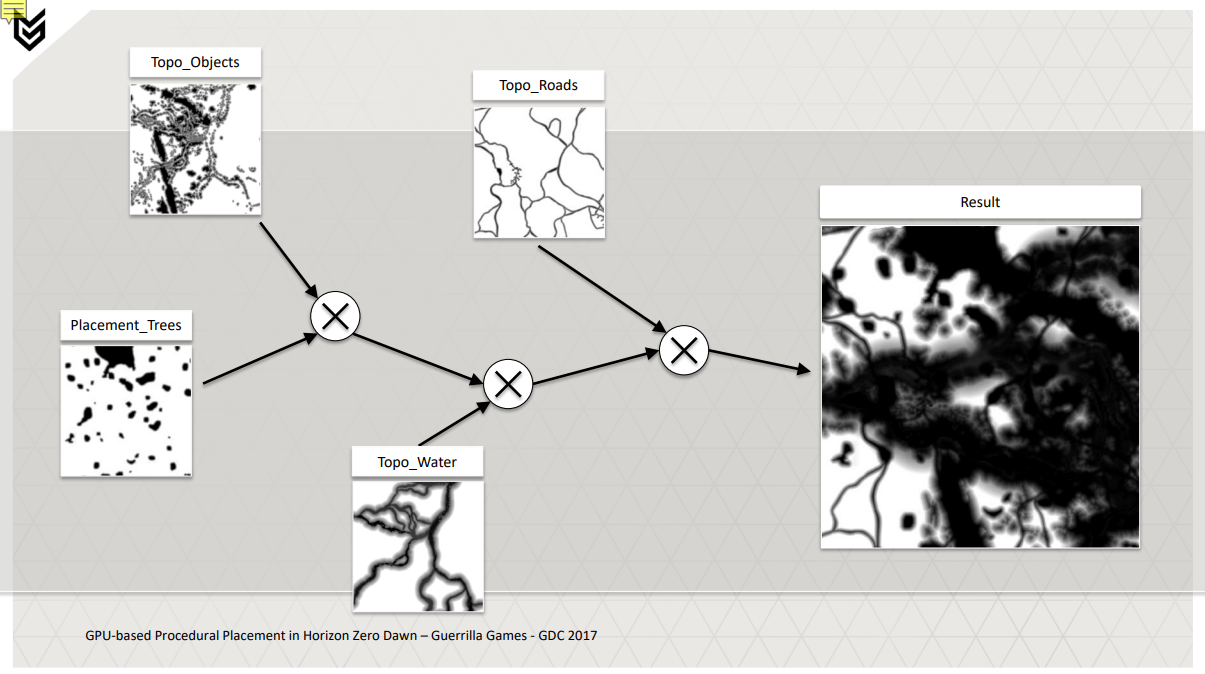 Topo_Objects
Topo_Roads
Result
Placement_Trees
Topo_Water
GPU-based Procedural Placement in Horizon Zero Dawn – Guerrilla Games - GDC 2017